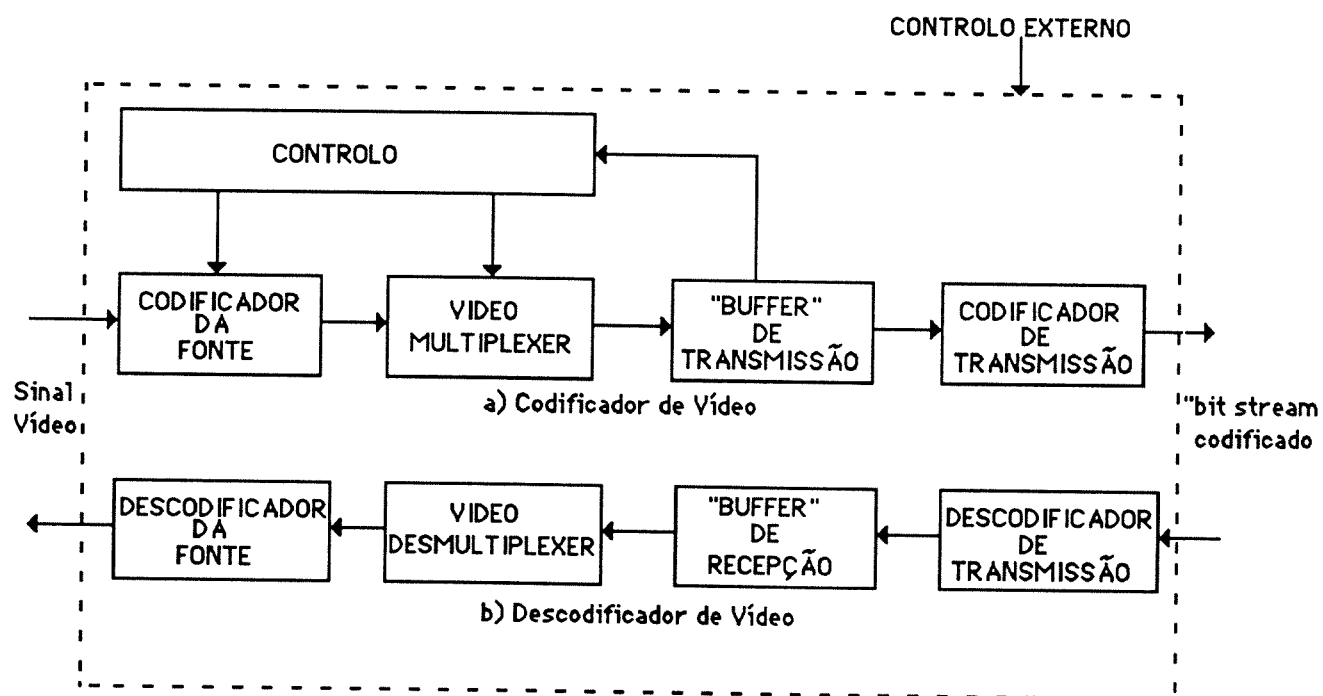 CONTROLO EXTERNO
CONTROLO
CODIFICADOR
DA
FONTE
VIDEO
MULTIPLEXER
"BUFFER"
DE
TRANSMISSÃO
CODIFICADOR
DE
TRANSMISSÃO
Sinal
Vídeo
a) Codificador de Vídeo
"bit stream
codificado
DESCODIFICADOR
DA
FONTE
VIDEO
DESMULTIPLEXER
"BUFFER"
DE
RECEPÇÃO
DESCODIFICADOR
DE
TRANSMISSÃO
b) Descodificador de Vídeo